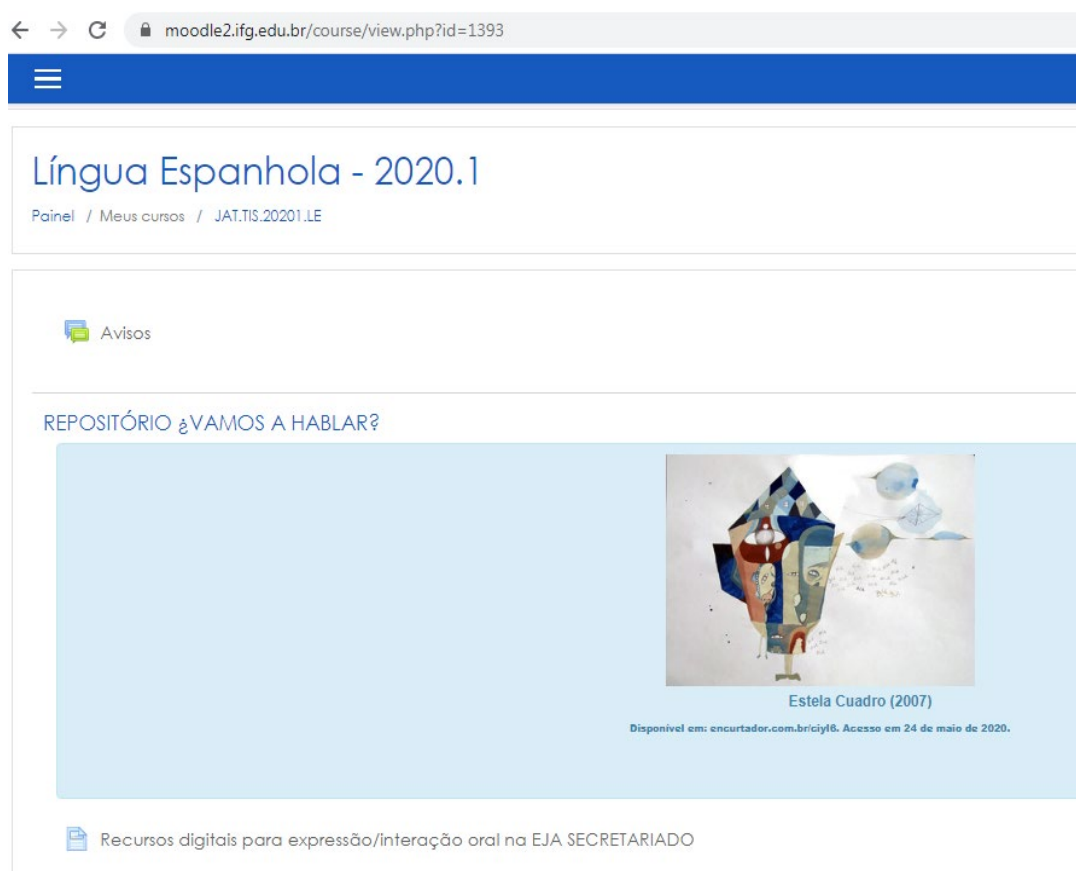 moodle2.ifg.edu.br/course/view.php?id=1393
Língua Espanhola - 2020.1
Painel / Meus cursos / JAT.TIS.20201.LE
Avisos
REPOSITÓRIO ¿VAMOS A HABLAR?
Estela Cuadro (2007)
Disponível em: encurtador.com.br/ciyl6. Acesso em 24 de maio de 2020.
Recursos digitais para expressão/interação oral na EJA SECRETARIADO